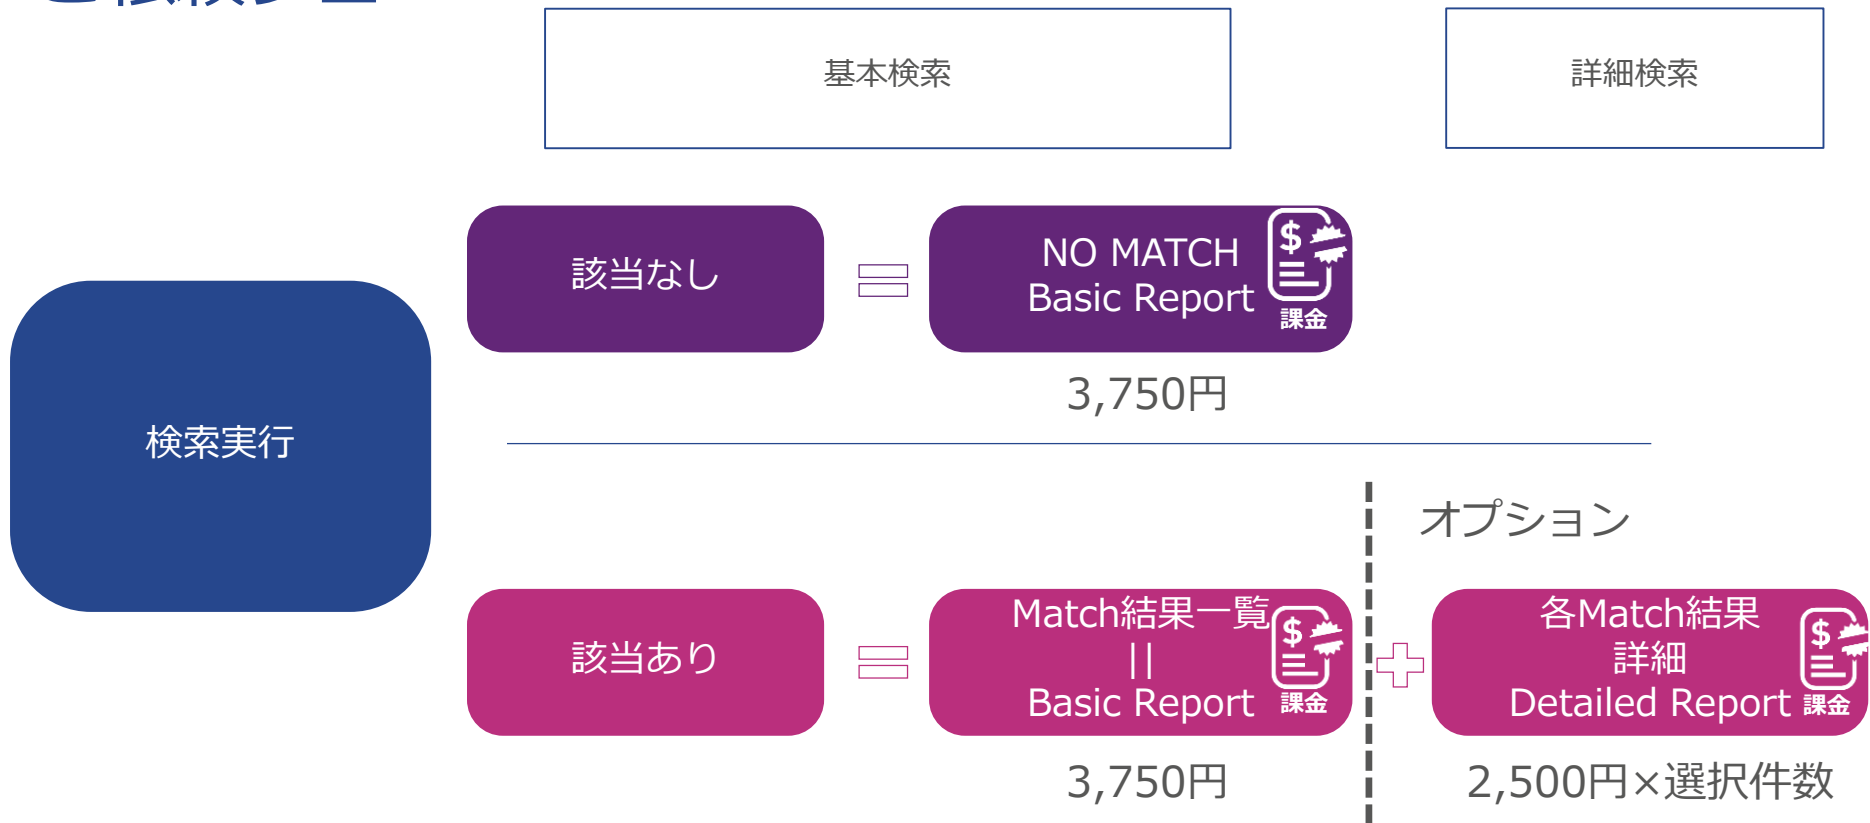 基本検索
詳細検索
該当なし
NO MATCH
Basic Report
課金
3,750円
検索実行
オプション
該当あり
Match結果一覧
||
Basic Report
課金
各Match結果
詳細
Detailed Report
課金
3,750円
2,500円×選択件数